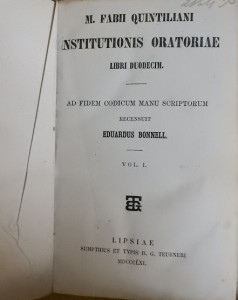 M. FABII QUINTILIANI
INSTITUTIONIS ORATORIAE
LIBRI DUODECIM.
AD FIDEM CODICUM MANU SCRIPTORUM
RECENSUIT
EDUARDUS BONNELL.
VOL. I.
LIPSIAE
SUMPTIBUS ET TYPIS B. G. TEUBNERI
MDCCCLXI.